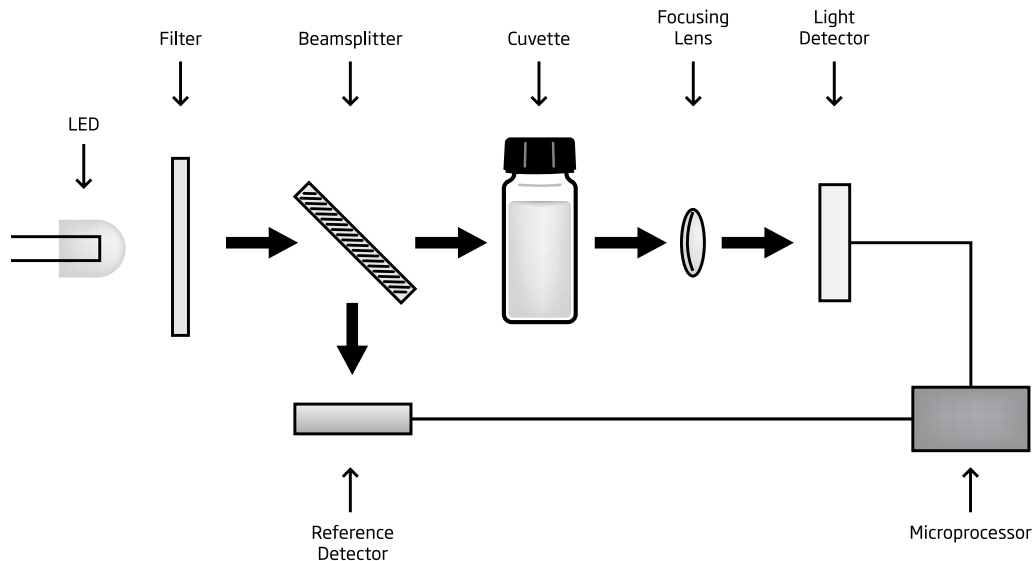 Filter
Beamsplitter
Cuvette
Focusing
Lens
Light
Detector
LED
Reference
Detector
Microprocessor